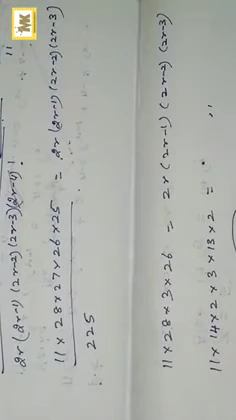 MK
2r (2r-1) (2r-2) (2r-3) (2r-4) !
"
11 × 28 × 27 × 26 × 25 = 2r (2r-1) (2r-2) (2r-3)
225
11 × 28 × 3 × 26 = 2r (2r-1) (2r-2) (2r-3)
11 × 14 × 2 × 3 × 13 × 2 = "